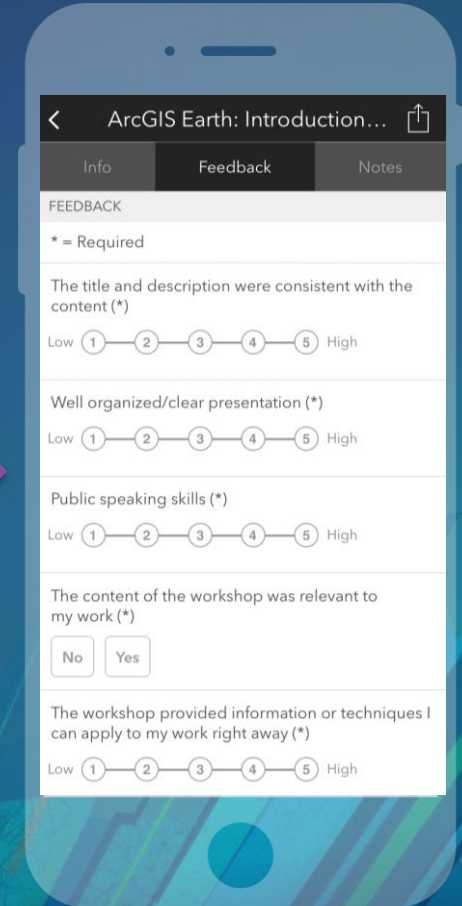 ArcGIS Earth: Introduction...
Info Feedback Notes
FEEDBACK
* = Required
The title and description were consistent with the
content (*)
Low 1 2 3 4 5 High
Well organized/clear presentation (*)
Low 1 2 3 4 5 High
Public speaking skills (*)
Low 1 2 3 4 5 High
The content of the workshop was relevant to
my work (*)
No Yes
The workshop provided information or techniques I
can apply to my work right away (*)
Low 1 2 3 4 5 High